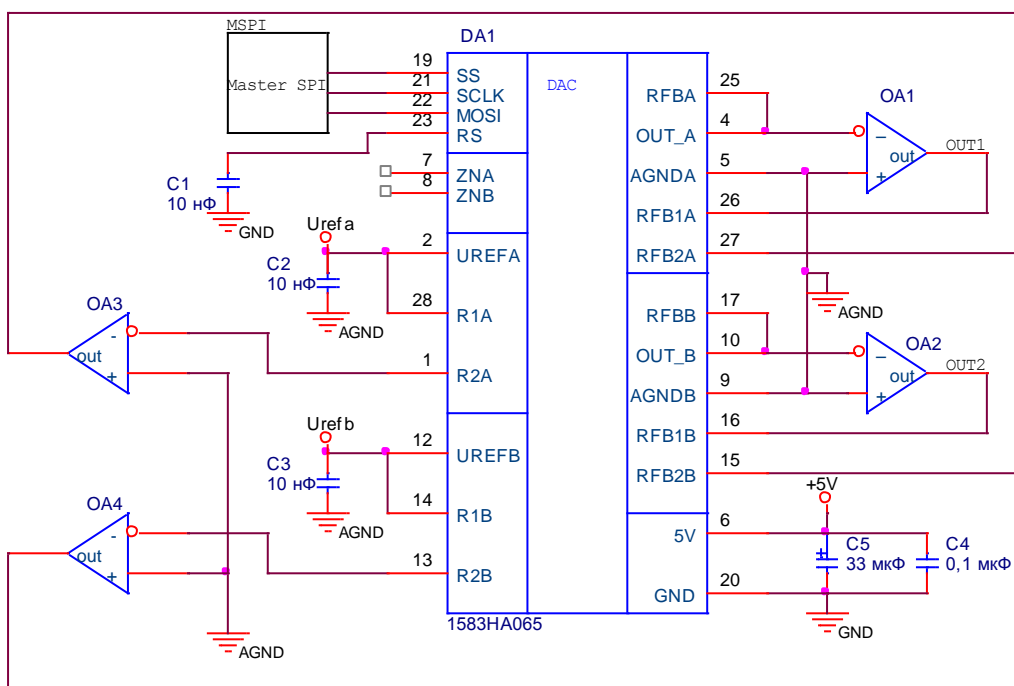 MSPI
Master SPI
DA1
DAC
19
SS
21
SCLK
22
MOSI
23
RS
7
ZNA
8
ZNB
C1
10 нФ
GND
Urefa
2
UREFA
C2
10 нФ
AGND
28
R1A
1
R2A
OA3
-
out
+
Urefb
12
UREFB
C3
10 нФ
AGND
14
R1B
13
R2B
OA4
-
out
+
AGND
1583HA065
25
RFBA
4
OUT_A
5
AGNDA
26
RFB1A
27
RFB2A
OA1
−
out
+
OUT1
AGND
17
RFBB
10
OUT_B
9
AGNDB
16
RFB1B
15
RFB2B
OA2
−
out
+
OUT2
+5V
6
5V
20
GND
+
C5
33 мкФ
C4
0,1 мкФ
GND